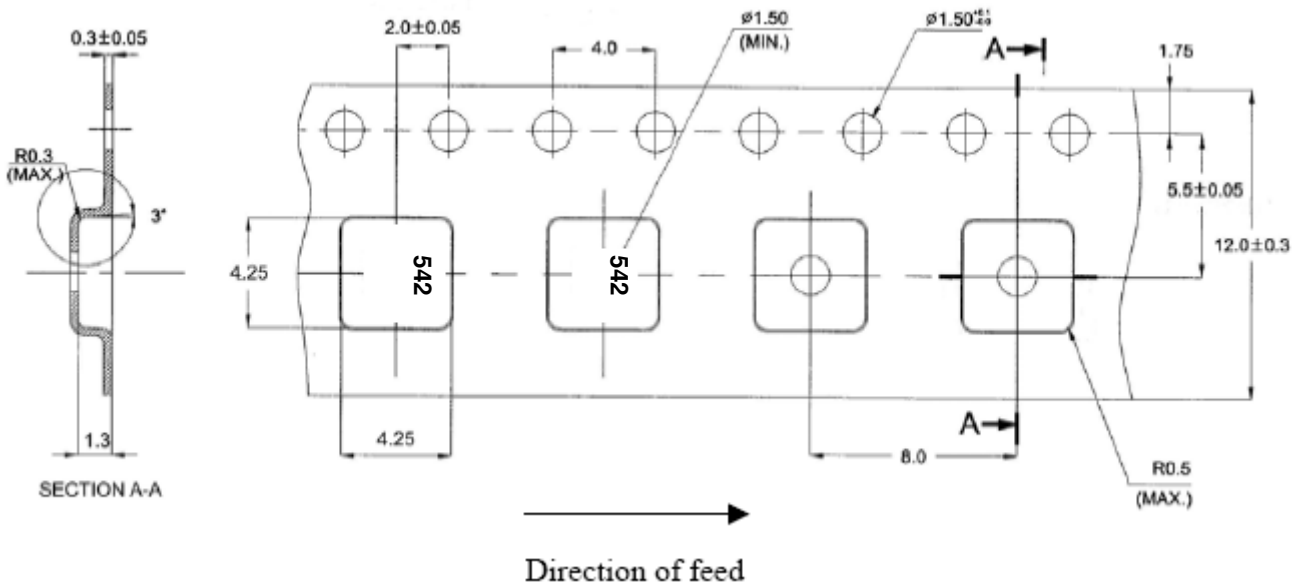 0.3±0.05
2.0±0.05
4.0
ø1.50
(MIN.)
ø1.50
A
1.75
R0.3
(MAX.)
3°
5.5±0.05
12.0±0.3
4.25
542
542
1.3
4.25
8.0
A
R0.5
(MAX.)
SECTION A-A
Direction of feed